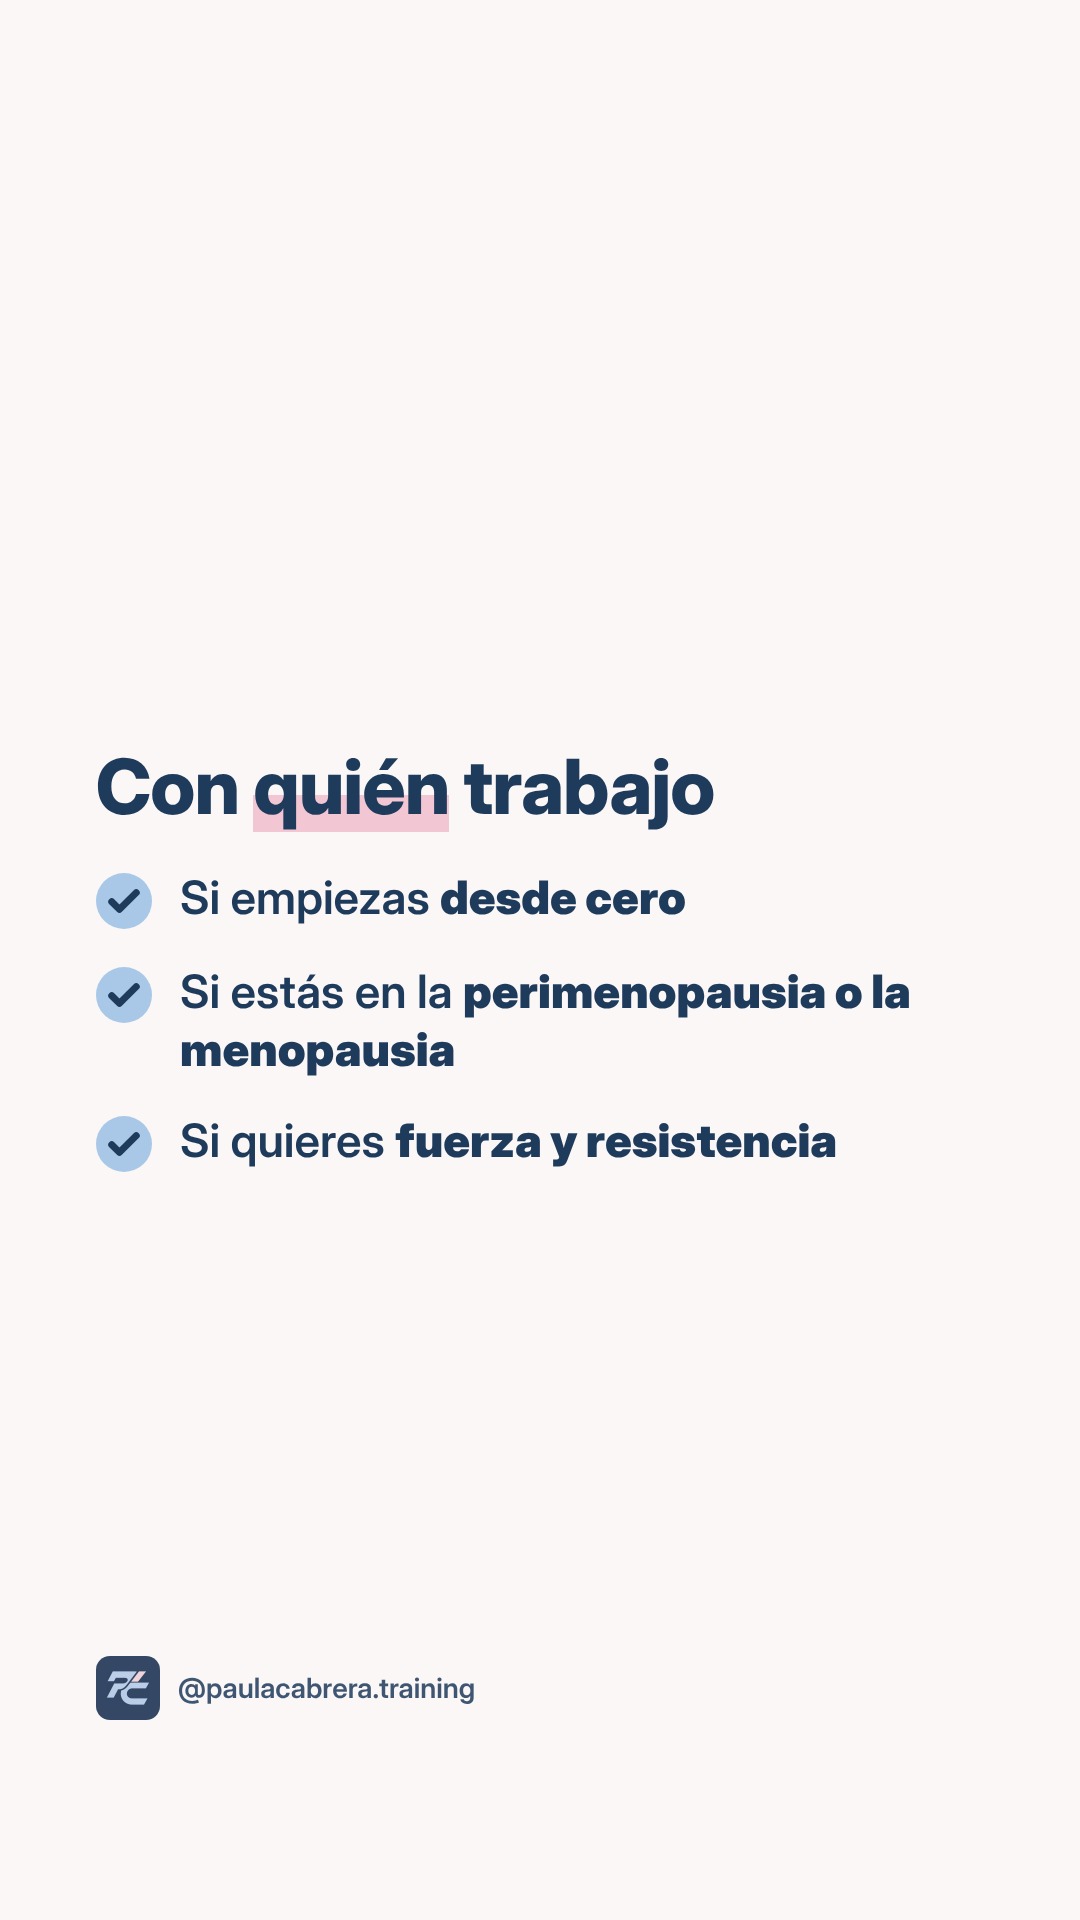 Con quién trabajo
Si empiezas desde cero
Si estás en la perimenopausia o la
menopausia
Si quieres fuerza y resistencia
PC @paulacabrera.training